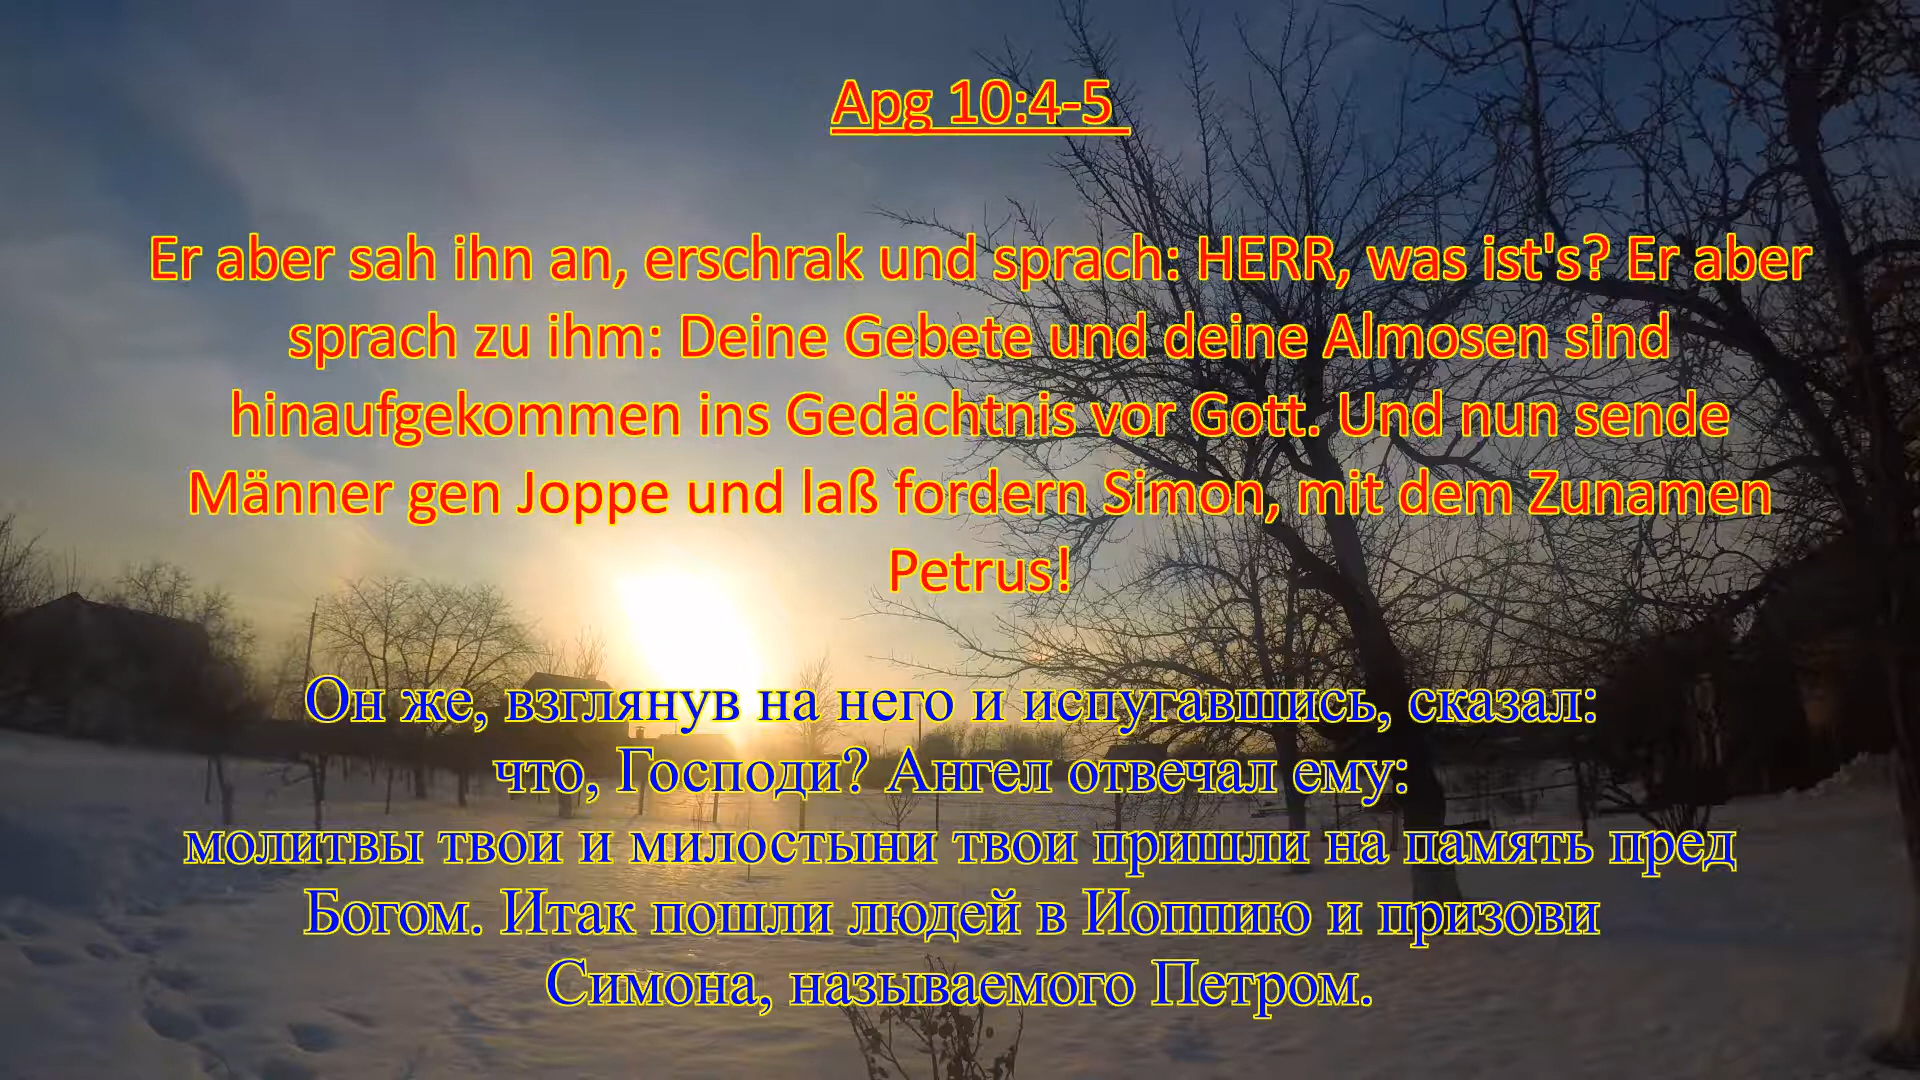 Apg 10:4-5
Er aber sah ihn an, erschrak und sprach: HERR, was ist's? Er aber
sprach zu ihm: Deine Gebete und deine Almosen sind
hinaufgekommen ins Gedächtnis vor Gott. Und nun sende
Männer gen Joppe und laß fordern Simon, mit dem Zunamen
Petrus!
Он же, взглянув на него и испугавшись, сказал:
что, Господи? Ангел отвечал ему:
молитвы твои и милостыни твои пришли на память пред
Богом. Итак пошли людей в Иоппию и призови
Симона, называемого Петром.